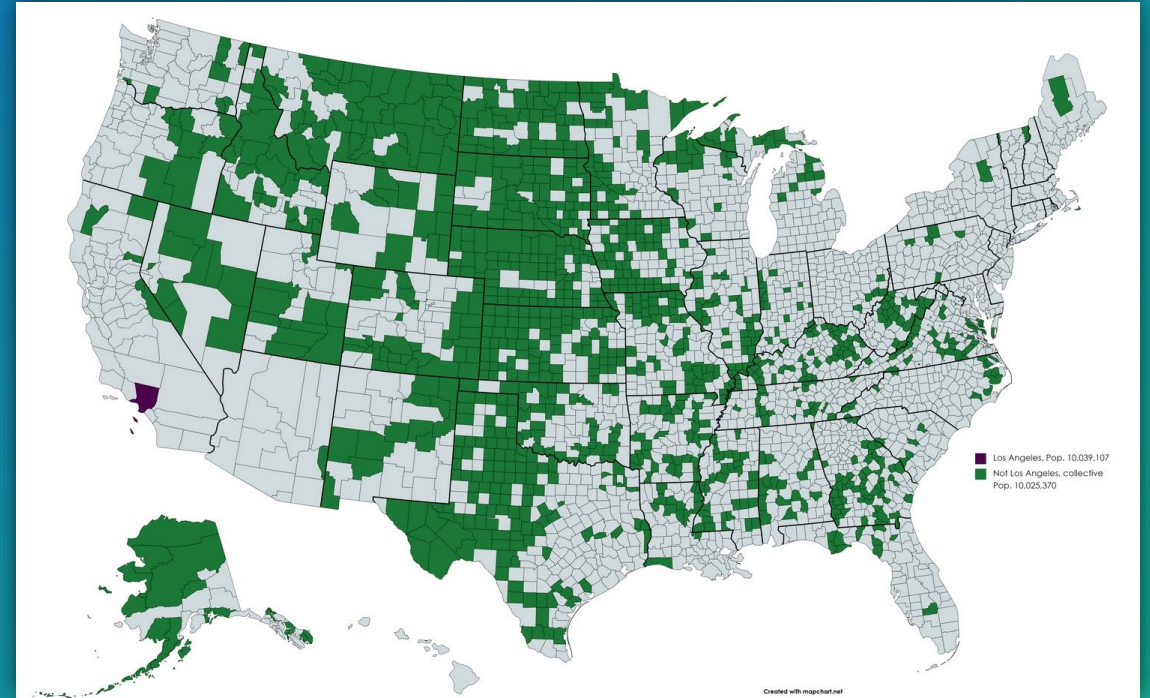 Los Angeles, Pop. 10,039,107
Not Los Angeles, collective
Pop. 10,025,370
Created with mapchart.net